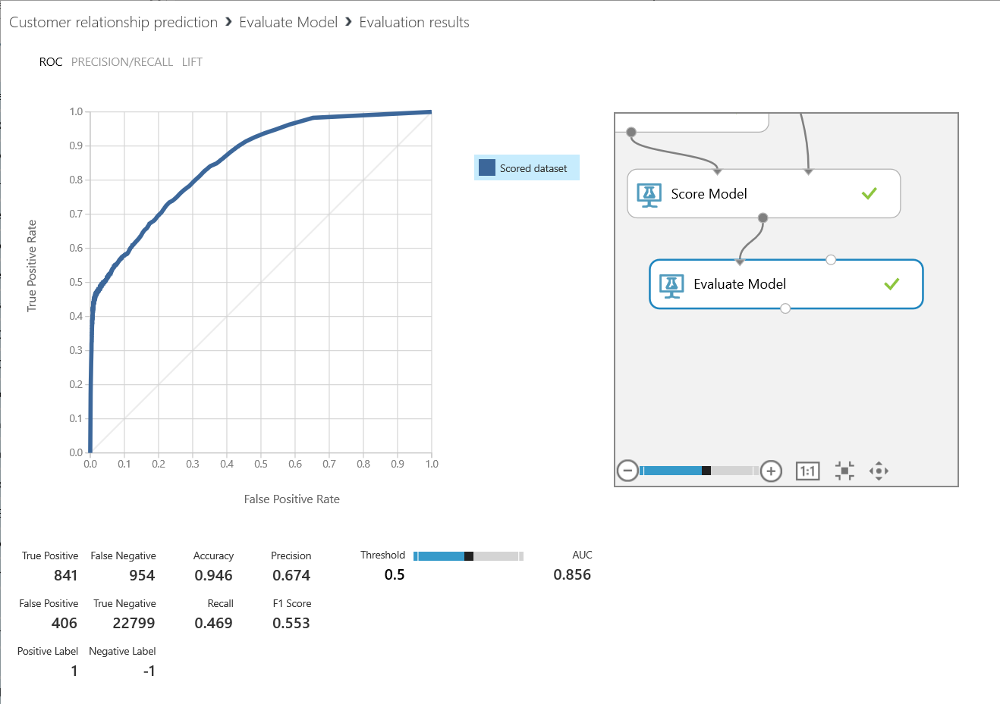 Customer relationship prediction › Evaluate Model › Evaluation results
ROC PRECISION/RECALL LIFT
1.0
0.9
0.8
0.7
0.6
0.5
0.4
0.3
0.2
0.1
0.0
True Positive Rate
0.0 0.1 0.2 0.3 0.4 0.5 0.6 0.7 0.8 0.9 1.0
False Positive Rate
Scored dataset
Score Model
Evaluate Model
1:1
True Positive False Negative Accuracy Precision Threshold AUC
841 954 0.946 0.674 0.5 0.856
False Positive True Negative Recall F1 Score
406 22799 0.469 0.553
Positive Label Negative Label
1 -1